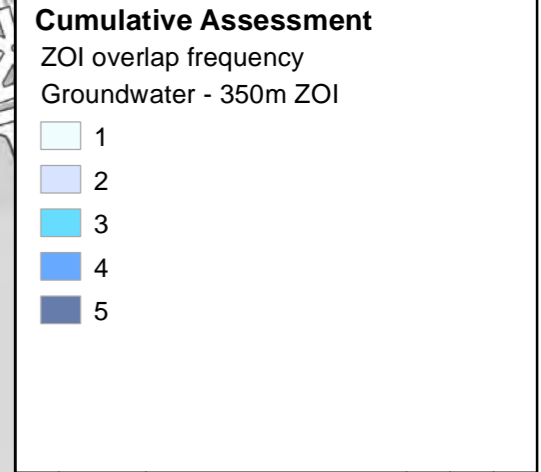 Cumulative Assessment
ZOI overlap frequency
Groundwater - 350m ZOI
1
2
3
4
5